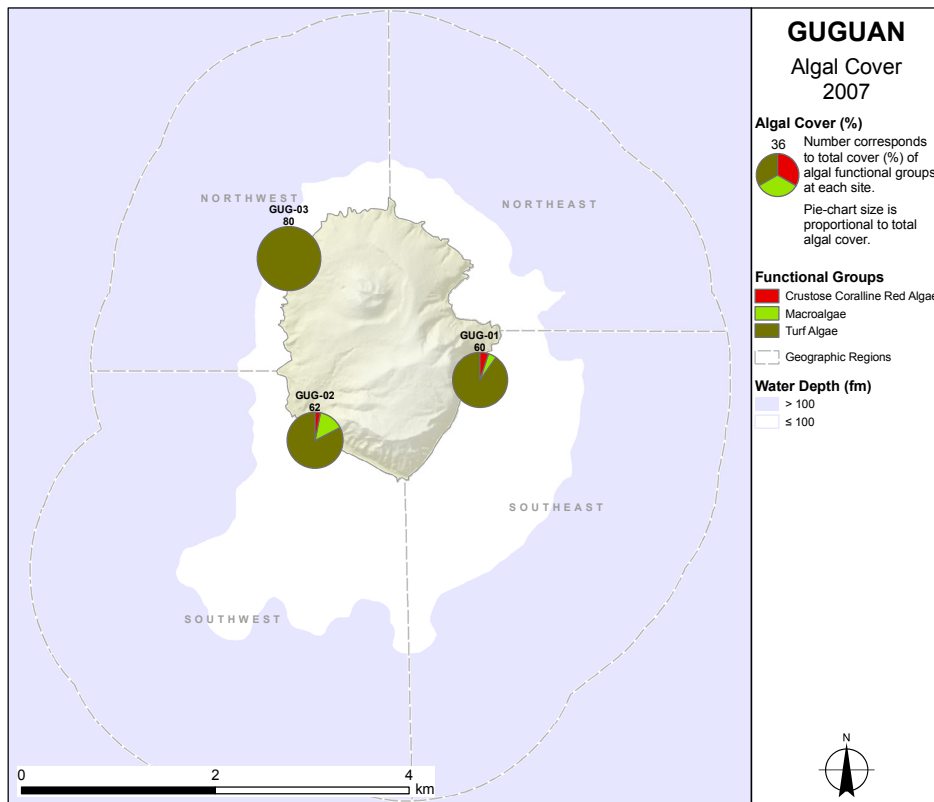 GUGUAN
Algal Cover
2007
Algal Cover (%)
36
Number corresponds
to total cover (%) of
algal functional groups
at each site.
Pie-chart size is
proportional to total
algal cover.
Functional Groups
Crustose Coralline Red Algae
Macroalgae
Turf Algae
Geographic Regions
Water Depth (fm)
> 100
≤ 100
N
NORTHWEST
NORTHEAST
GUG-03
80
GUG-01
60
GUG-02
62
SOUTHEAST
SOUTHWEST
0 2 4
km